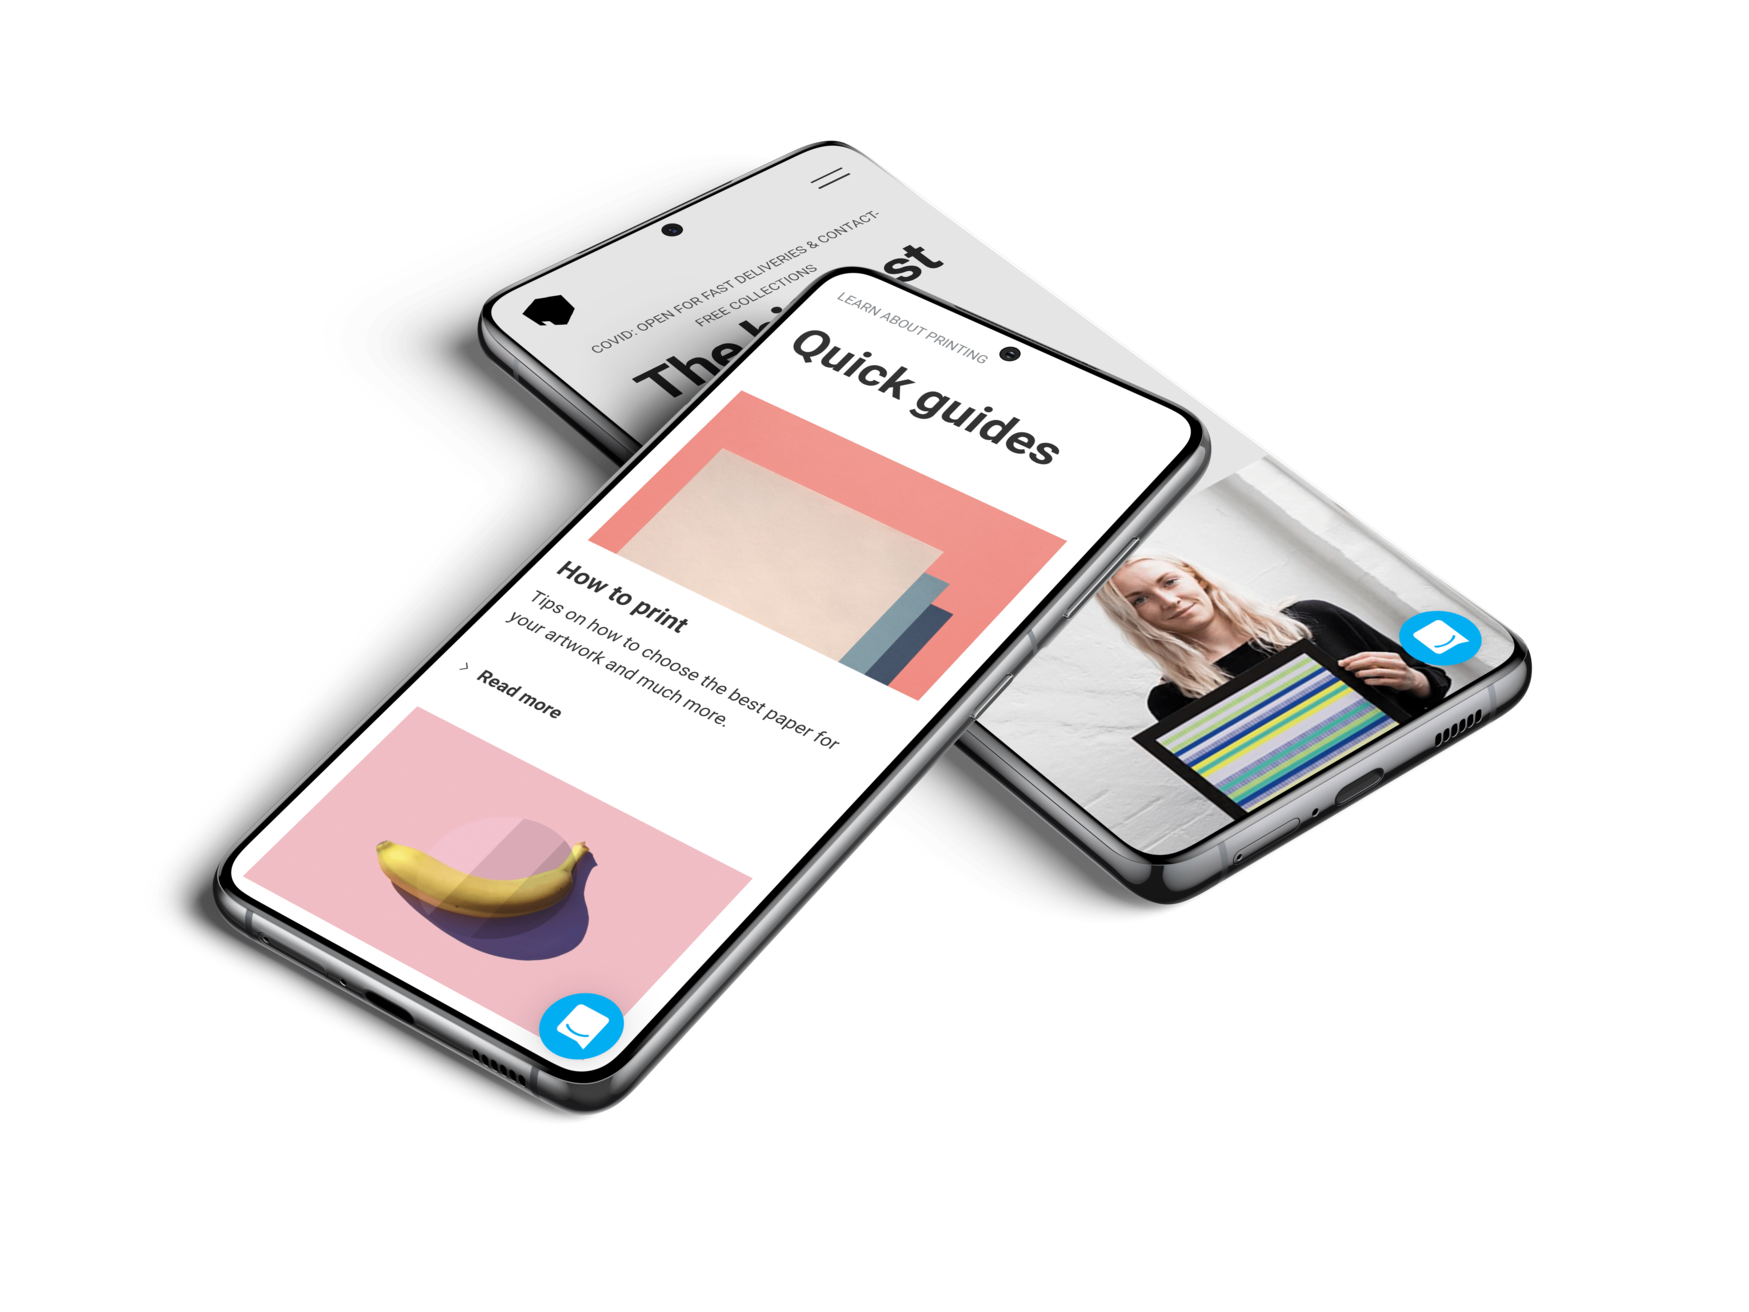 COVID: OPEN FOR FAST DELIVERIES & CONTACT-
FREE COLLECTIONS
The
st
LEARN ABOUT PRINTING
Quick guides
How to print
Tips on how to choose the best paper for
your artwork and much more.
Read more